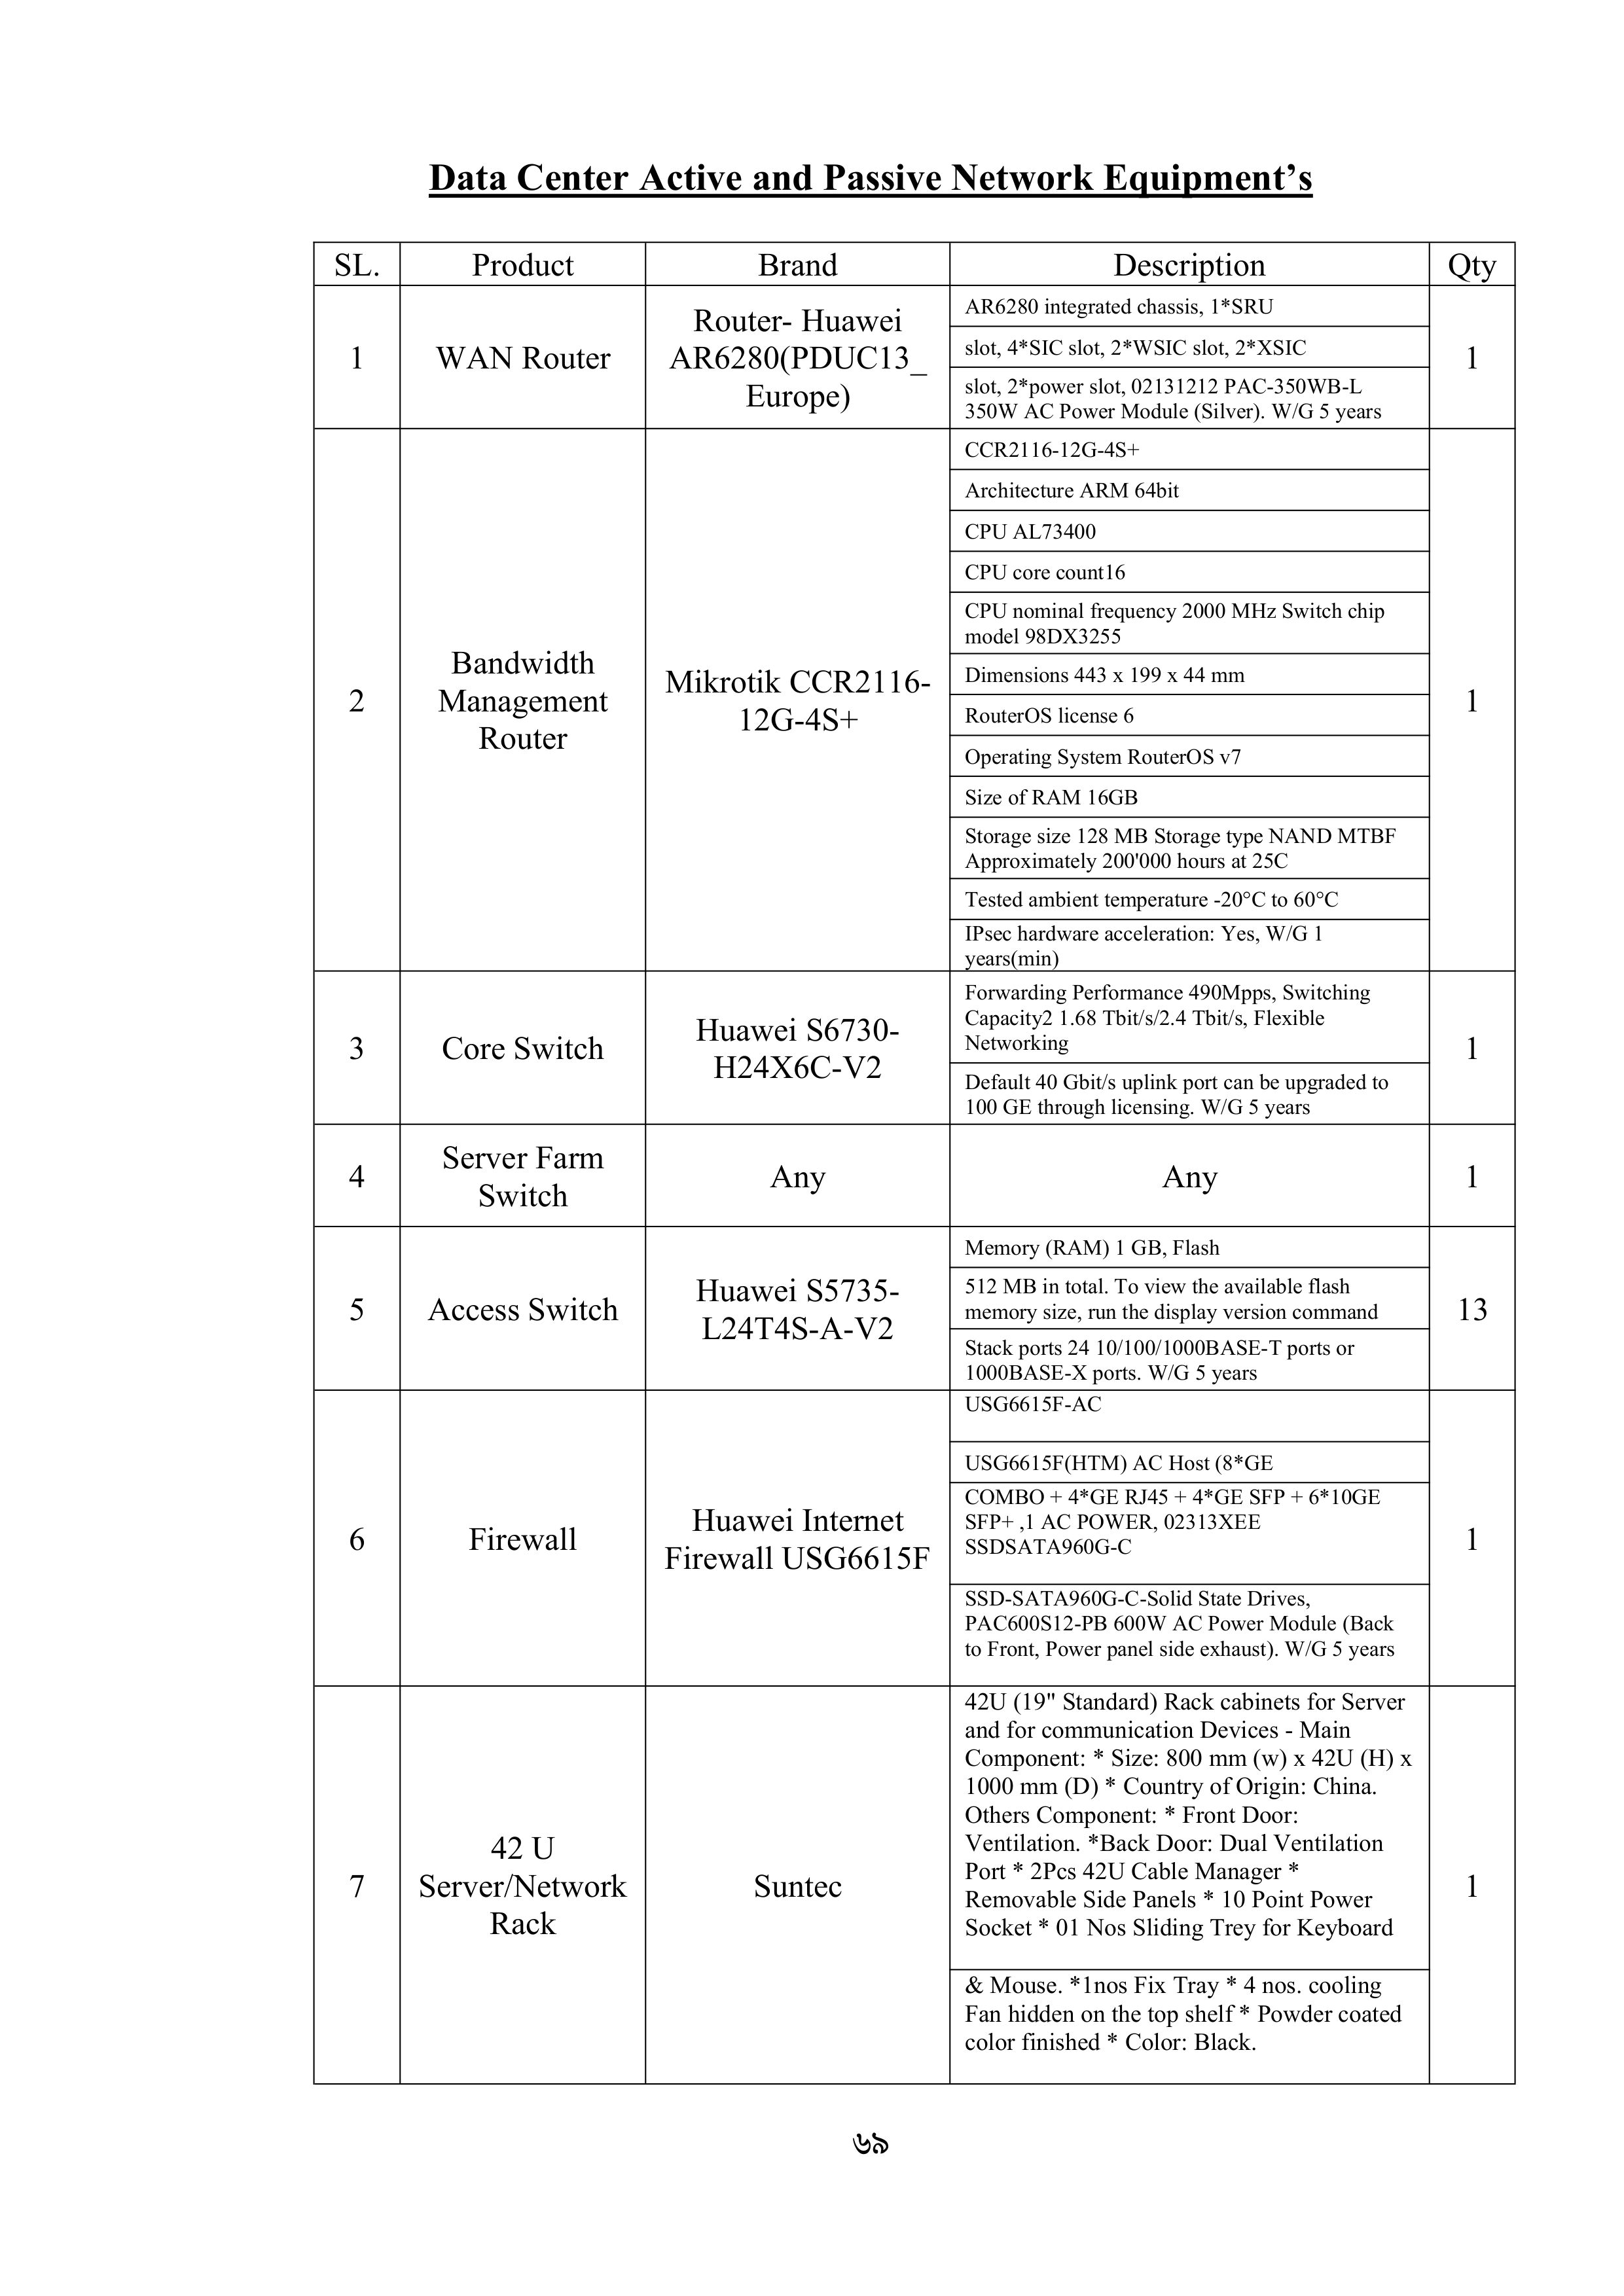 Data Center Active and Passive Network Equipment’s
SL. Product Brand Description Qty
1
WAN Router
Router- Huawei
AR6280(PDUC13_
Europe)
AR6280 integrated chassis, 1*SRU
slot, 4*SIC slot, 2*WSIC slot, 2*XSIC
slot, 2*power slot, 02131212 PAC-350WB-L
350W AC Power Module (Silver). W/G 5 years
1
2
Bandwidth
Management
Router
Mikrotik CCR2116-
12G-4S+
CCR2116-12G-4S+
Architecture ARM 64bit
CPU AL73400
CPU core count16
CPU nominal frequency 2000 MHz Switch chip
model 98DX3255
Dimensions 443 x 199 x 44 mm
RouterOS license 6
Operating System RouterOS v7
Size of RAM 16GB
Storage size 128 MB Storage type NAND MTBF
Approximately 200'000 hours at 25C
Tested ambient temperature -20°C to 60°C
IPsec hardware acceleration: Yes, W/G 1
years(min)
1
3
Core Switch
Huawei S6730-
H24X6C-V2
Forwarding Performance 490Mpps, Switching
Capacity2 1.68 Tbit/s/2.4 Tbit/s, Flexible
Networking
Default 40 Gbit/s uplink port can be upgraded to
100 GE through licensing. W/G 5 years
1
4
Server Farm
Switch
Any
Any
1
5
Access Switch
Huawei S5735-
L24T4S-A-V2
Memory (RAM) 1 GB, Flash
512 MB in total. To view the available flash
memory size, run the display version command
Stack ports 24 10/100/1000BASE-T ports or
1000BASE-X ports. W/G 5 years
13
6
Firewall
Huawei Internet
Firewall USG6615F
USG6615F-AC
USG6615F(HTM) AC Host (8*GE
COMBO + 4*GE RJ45 + 4*GE SFP + 6*10GE
SFP+ ,1 AC POWER, 02313XEE
SSDSATA960G-C
SSD-SATA960G-C-Solid State Drives,
PAC600S12-PB 600W AC Power Module (Back
to Front, Power panel side exhaust). W/G 5 years
1
7
42 U
Server/Network
Rack
Suntec
42U (19" Standard) Rack cabinets for Server
and for communication Devices - Main
Component: * Size: 800 mm (w) x 42U (H) x
1000 mm (D) * Country of Origin: China.
Others Component: * Front Door:
Ventilation. *Back Door: Dual Ventilation
Port * 2Pcs 42U Cable Manager *
Removable Side Panels * 10 Point Power
Socket * 01 Nos Sliding Trey for Keyboard
& Mouse. *1nos Fix Tray * 4 nos. cooling
Fan hidden on the top shelf * Powder coated
color finished * Color: Black.
1
৬৯